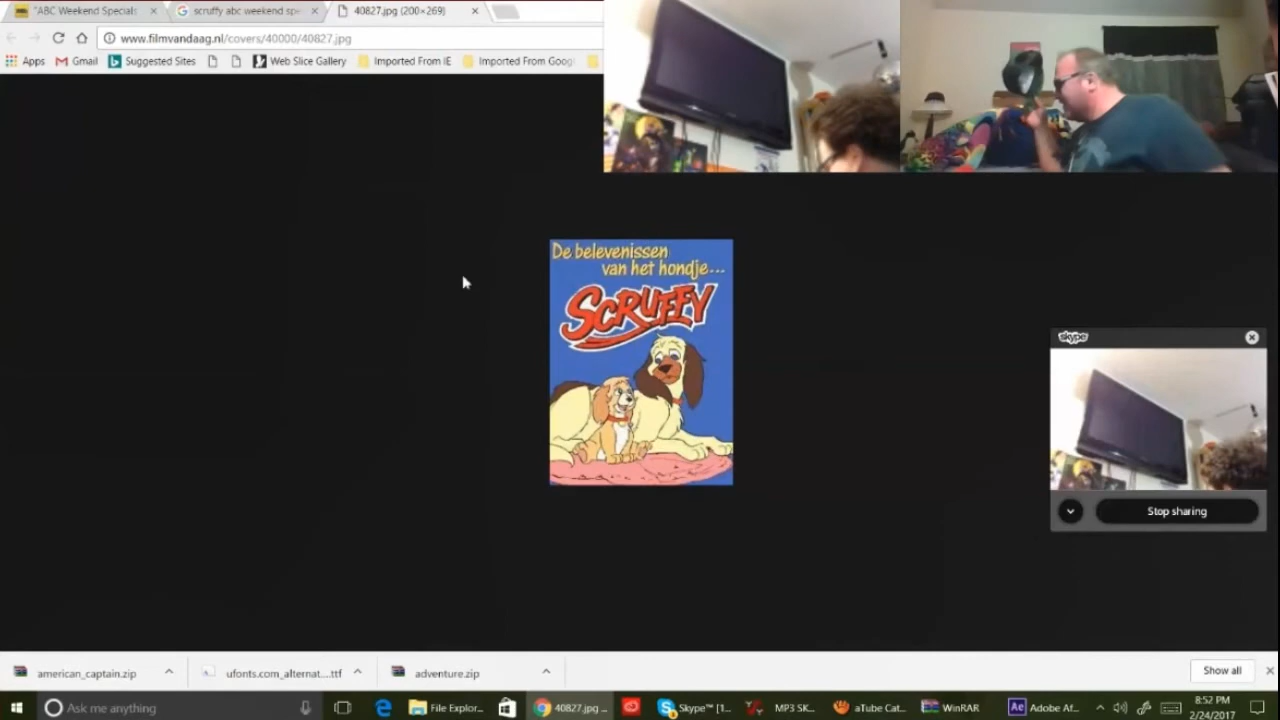 "ABC Weekend Specials
scruffy abc weekend spe
40827.jpg (200×269)
www.filmvandaag.nl/covers/40000/40827.jpg
Apps
Gmail
Suggested Sites
Web Slice Gallery
Imported From IE
Imported From Goog
De belevenissen
van het hondje...
SCRUFFY
skype
Stop sharing
american_captain.zip
ufonts.com_alternat....ttf
adventure.zip
Show all
Ask me anything
File Explor...
40827.jpg ...
Skype™ [1...
MP3 SK...
aTube Cat...
WinRAR
Ae
Adobe Af...
8:52 PM
2/24/2017